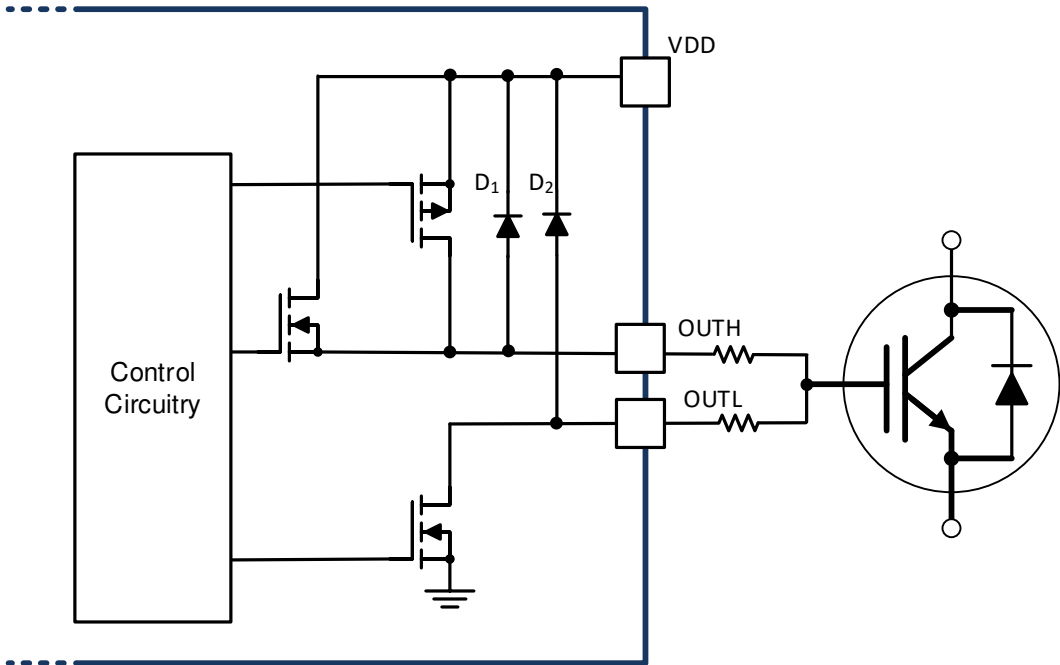 VDD
D₁
D₂
OUTH
OUTL
Control
Circuitry